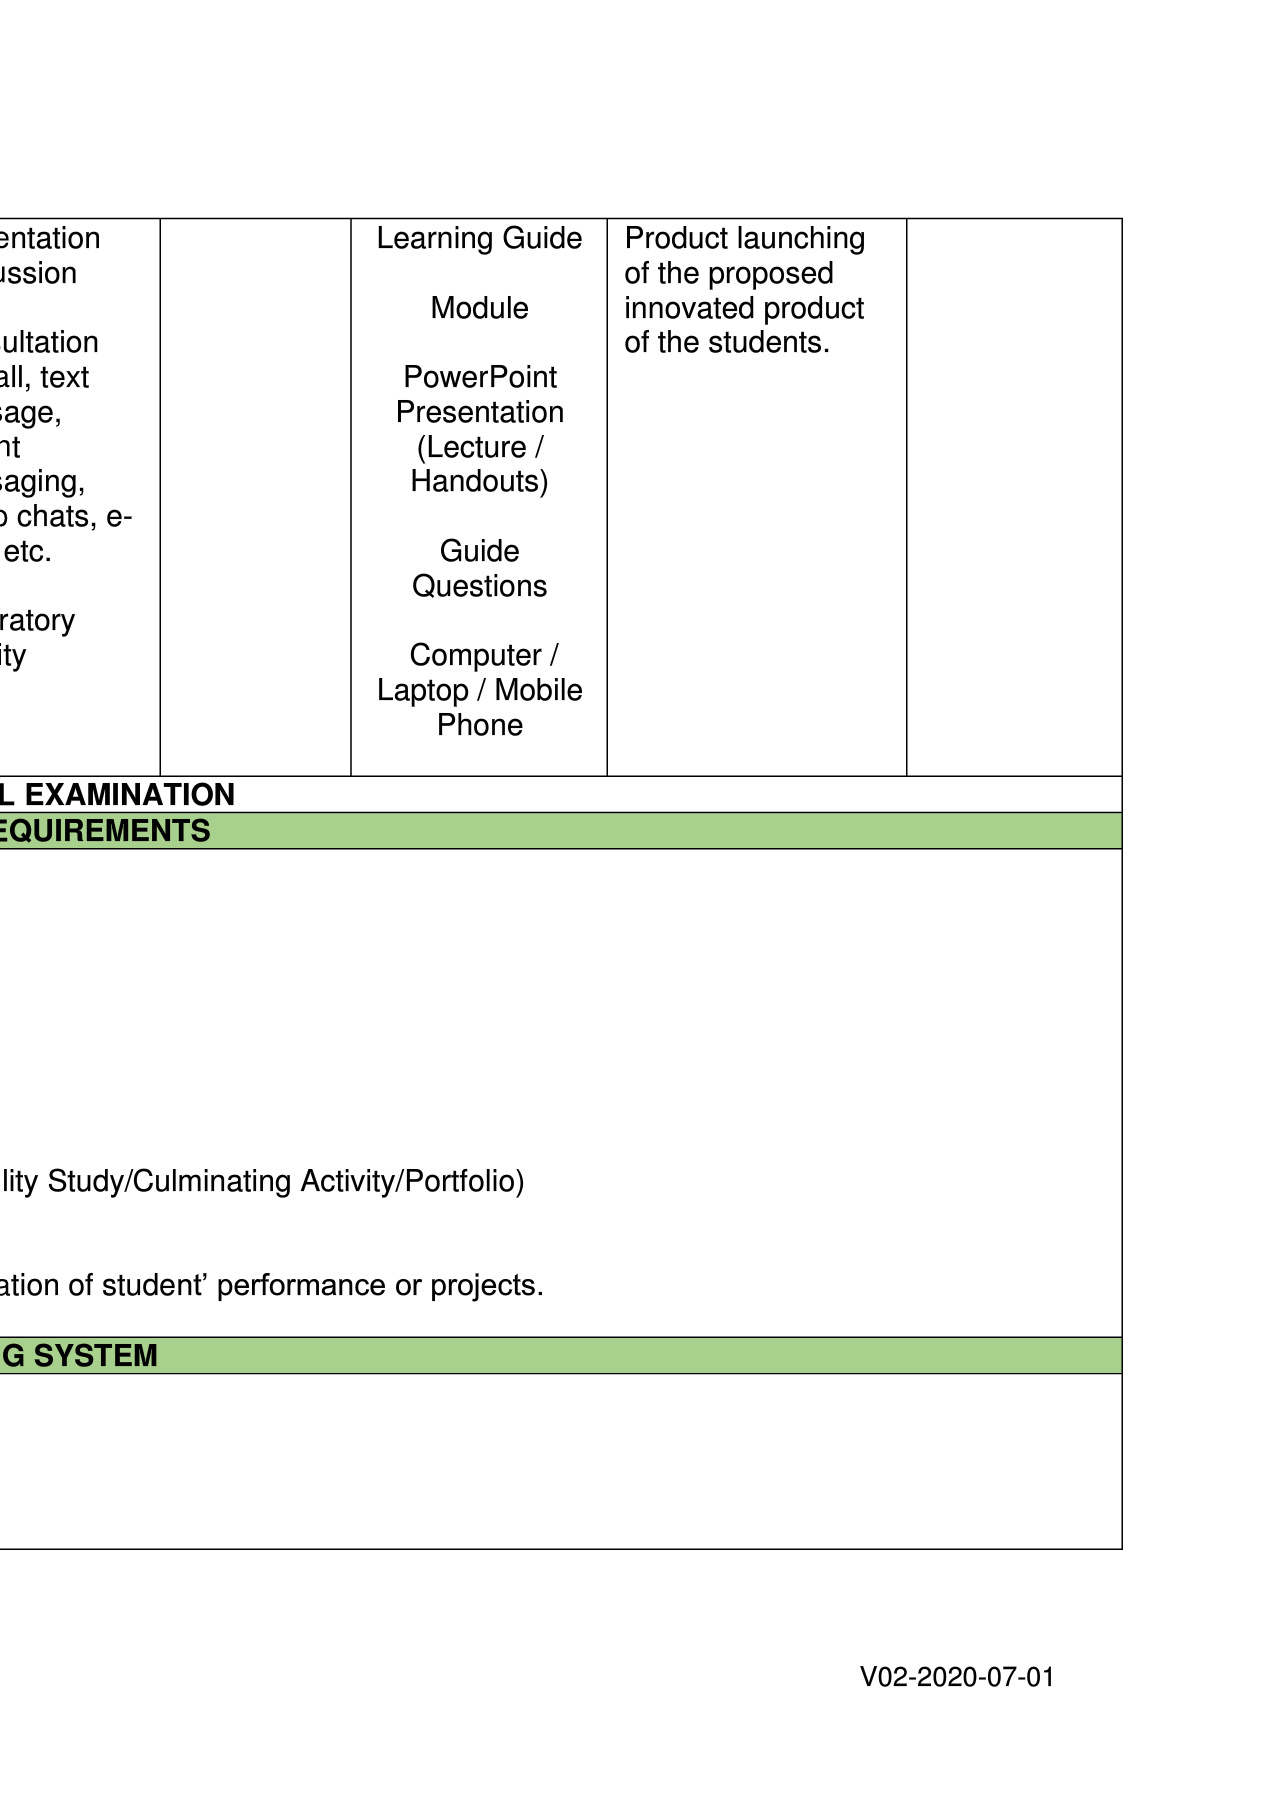 entation
ussion
sultation
all, text
sage,
nt
saging,
o chats, e-
etc.
ratory
ity
Learning Guide
Module
PowerPoint
Presentation
(Lecture /
Handouts)
Guide
Questions
Computer /
Laptop / Mobile
Phone
Product launching
of the proposed
innovated product
of the students.
L EXAMINATION
EQUIREMENTS
lity Study/Culminating Activity/Portfolio)
ation of student’ performance or projects.
G SYSTEM
V02-2020-07-01